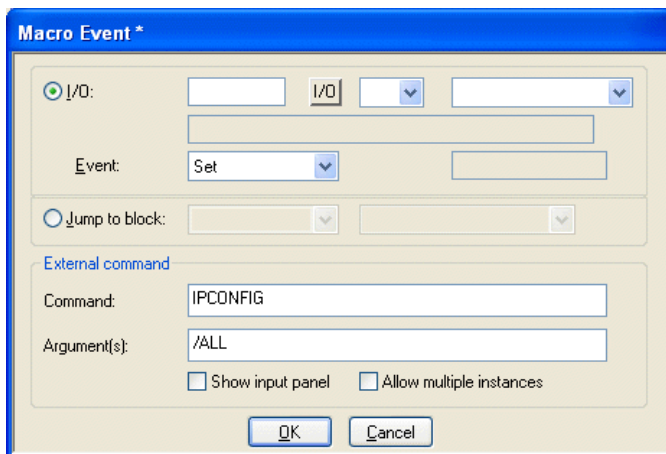 Macro Event *
I/O: I/O
Event: Set
Jump to block:
External command
Command: IPCONFIG
Argument(s): /ALL
Show input panel Allow multiple instances
OK Cancel